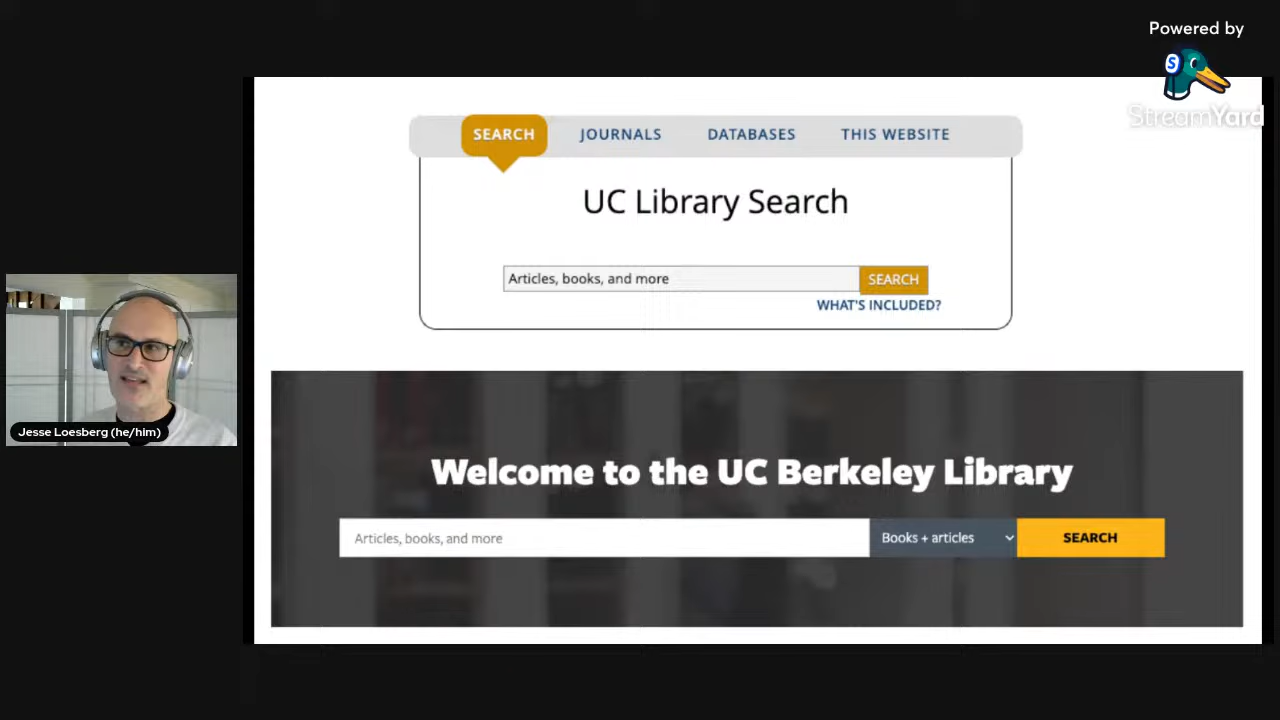 Powered by
S
StreamYard
SEARCH JOURNALS DATABASES THIS WEBSITE
UC Library Search
Articles, books, and more SEARCH
WHAT'S INCLUDED?
Jesse Loesberg (he/him)
Welcome to the UC Berkeley Library
Articles, books, and more Books + articles SEARCH